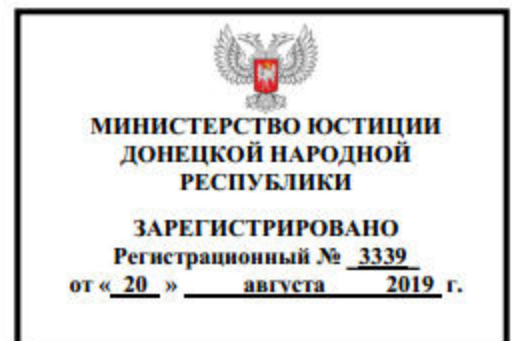 МИНИСТЕРСТВО ЮСТИЦИИ
ДОНЕЦКОЙ НАРОДНОЙ
РЕСПУБЛИКИ
ЗАРЕГИСТРИРОВАНО
Регистрационный № 3339
от « 20 » августа 2019 г.